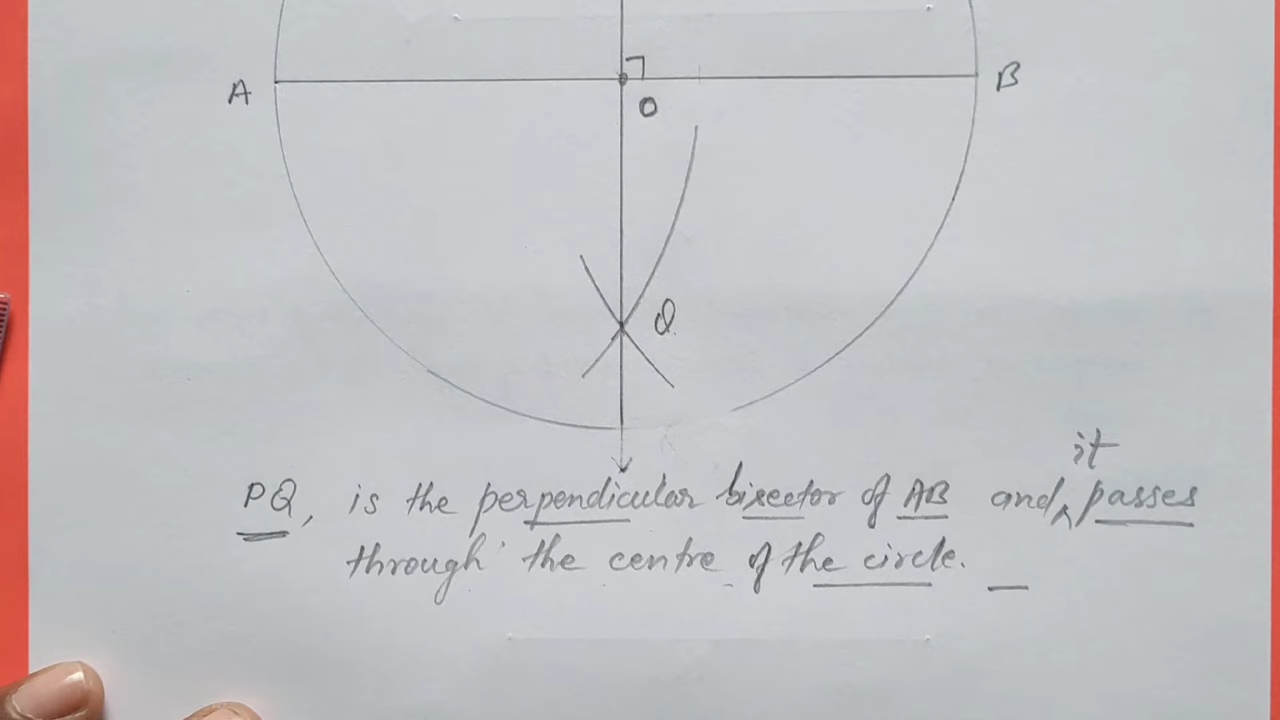 A
B
O
Q
it
PQ, is the perpendicular bisector of AB and passes
through the centre of the circle.